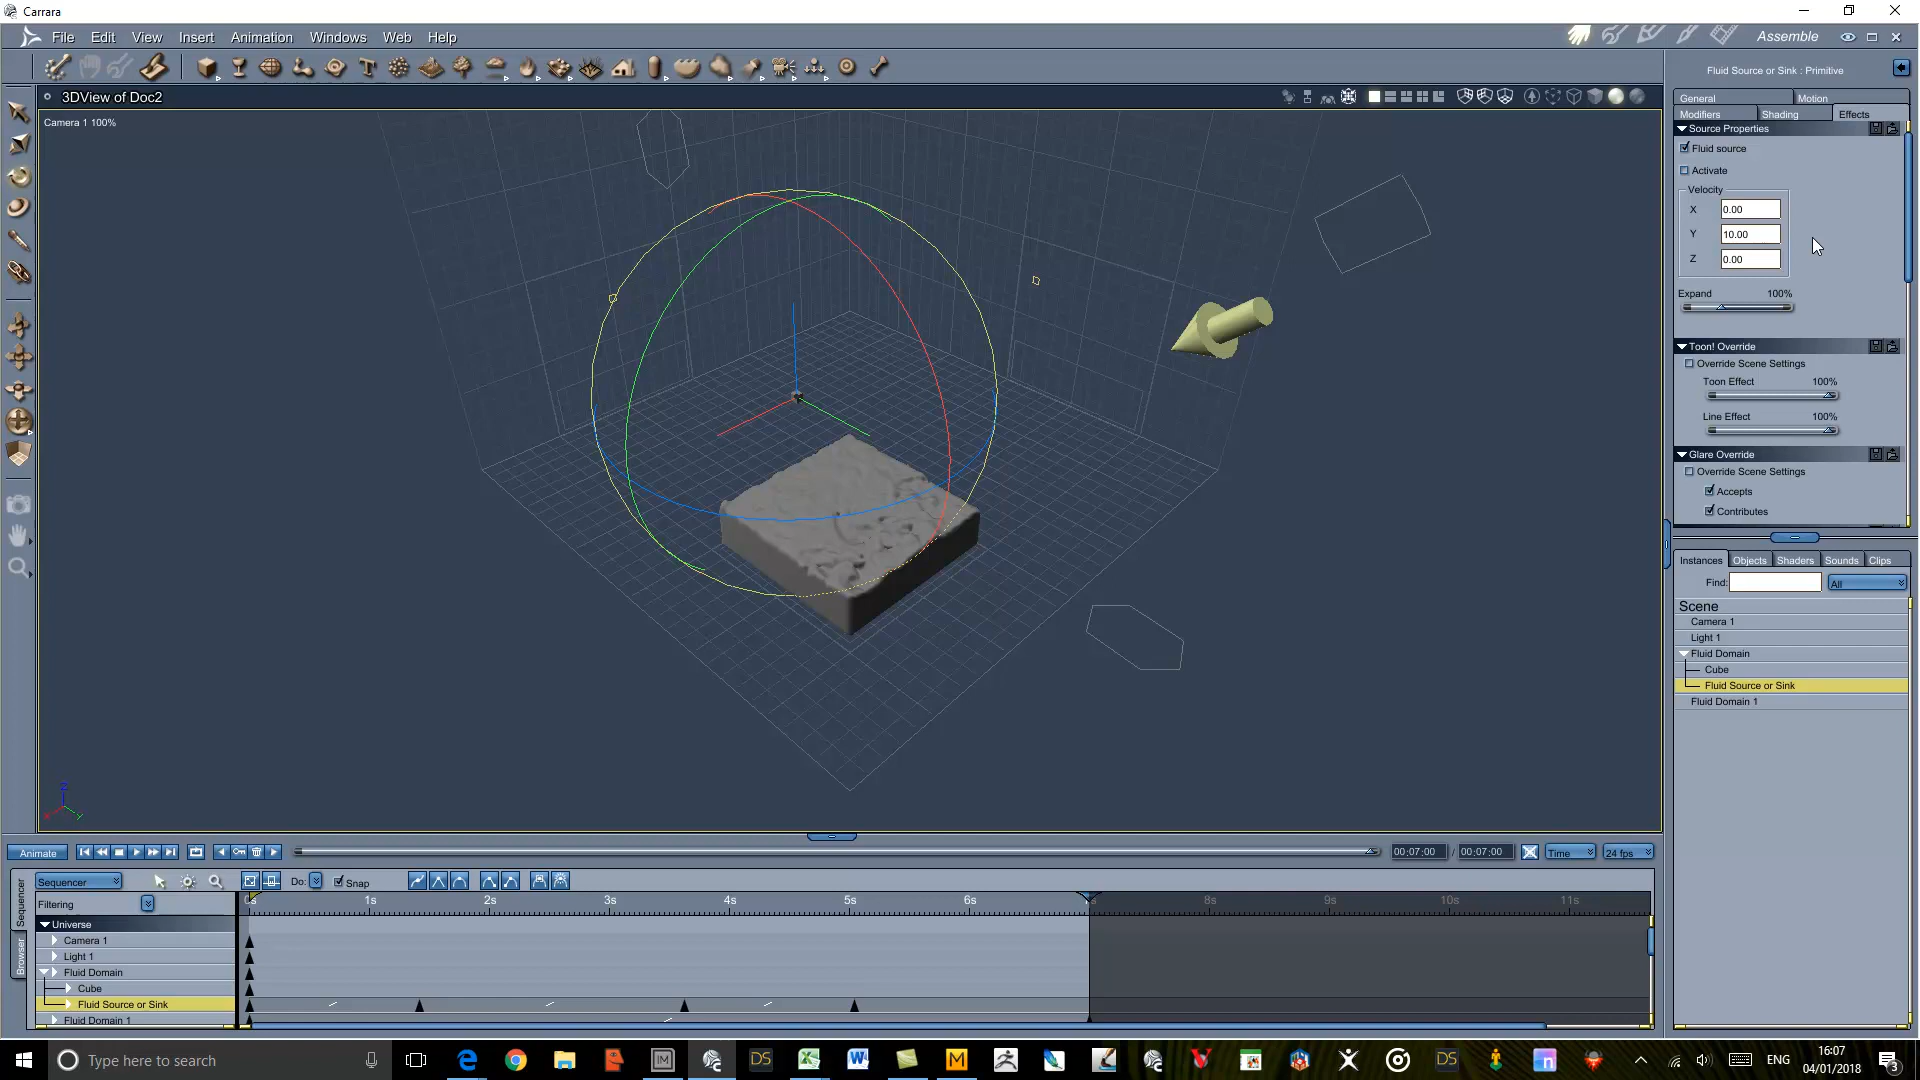 Carrara
File Edit View Insert Animation Windows Web Help
Assemble
3DView of Doc2
Camera 1 100%
Fluid Source or Sink : Primitive
General Motion
Modifiers Shading Effects
Source Properties
Fluid source
Activate
Velocity
X 0.00
Y 10.00
Z 0.00
Expand 100%
Toon! Override
Override Scene Settings
Toon Effect 100%
Line Effect 100%
Glare Override
Override Scene Settings
Accepts
Contributes
Instances Objects Shaders Sounds Clips
Find: All
Scene
Camera 1
Light 1
Fluid Domain
Cube
Fluid Source or Sink
Fluid Domain 1
Z
X Y
Animate 00;07;00 / 00;07;00 Time 24 fps
Sequencer Do: Snap
Sequencer
Browser
Filtering
0s 1s 2s 3s 4s 5s 6s 8s 9s 10s 11s
Universe
Camera 1
Light 1
Fluid Domain
Cube
Fluid Source or Sink
Fluid Domain 1
Type here to search
DS
DS
ENG
16:07
04/01/2018
3